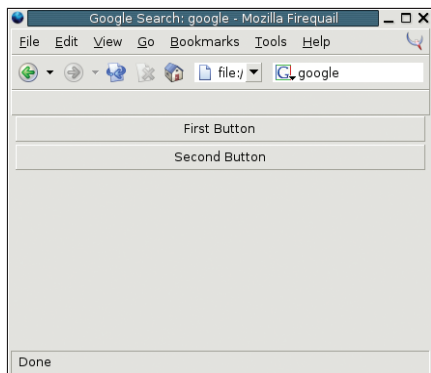 Google Search: google - Mozilla Firequail
File Edit View Go Bookmarks Tools Help
file:/ G google
First Button
Second Button
Done